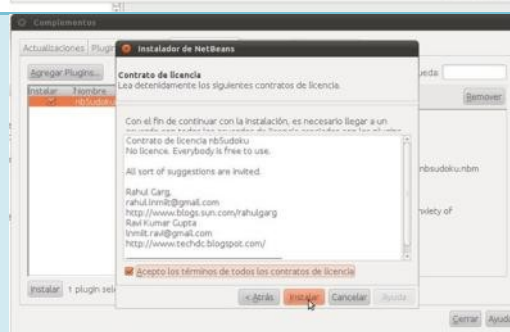 Complementos
Actualizaciones Plugin
Instalador de NetBeans
Agregar Plugins...
queda:
Instalar Nombre
nbSudoku
Remover
Contrato de licencia
Lea detenidamente los siguientes contratos de licencia.
Con el fin de continuar con la instalación, es necesario llegar a un
Contrato de licencia nbSudoku
No licence. Everybody is free to use.
All sort of suggestions are invited.
Rahul Garg,
rahul.lnmiit@gmail.com
http://www.blogs.sun.com/rahulgarg
Ravi Kumar Gupta
lnmiit.ravi@gmail.com
http://www.techdc.blogspot.com/
nbsudoku.nbm
Acepto los términos de todos los contratos de licencia
Instalar 1 plugin sele
< Atrás Instalar Cancelar Ayuda
Cerrar Ayuda